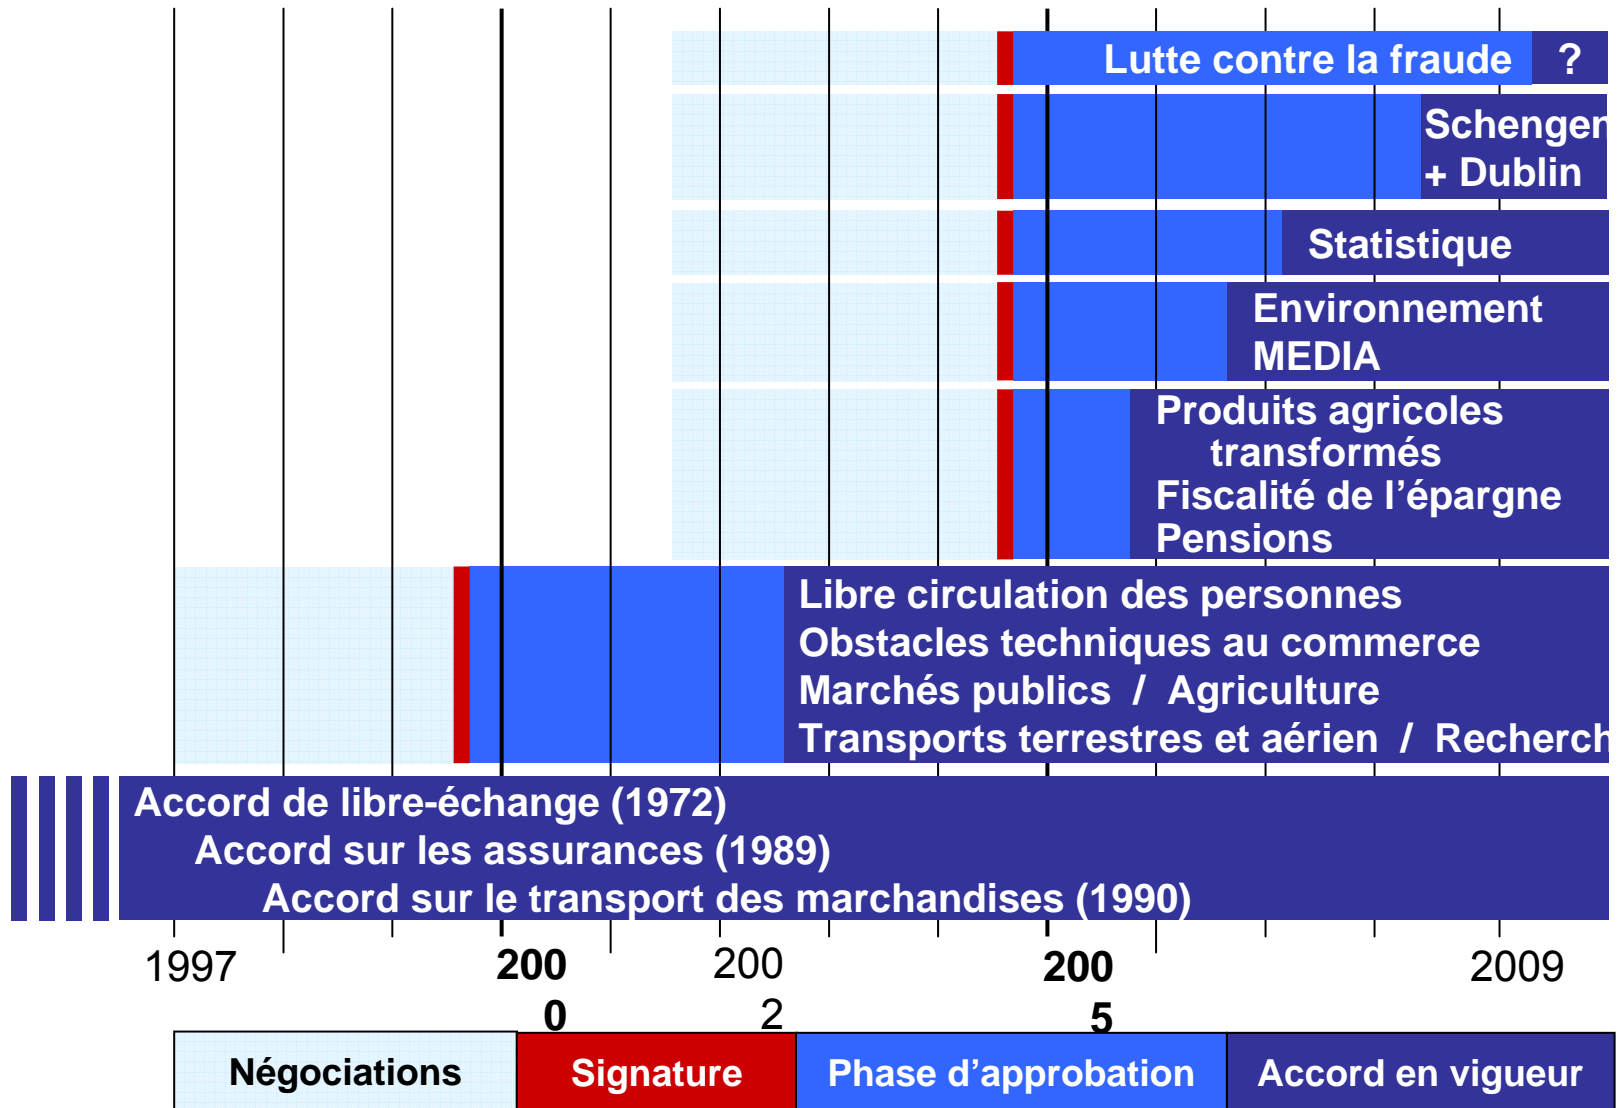 Lutte contre la fraude ?
Schengen
+ Dublin
Statistique
Environnement
MEDIA
Produits agricoles
transformés
Fiscalité de l’épargne
Pensions
Libre circulation des personnes
Obstacles techniques au commerce
Marchés publics / Agriculture
Transports terrestres et aérien / Recherch
Accord de libre-échange (1972)
Accord sur les assurances (1989)
Accord sur le transport des marchandises (1990)
1997 200 200 200 2009
0 2 5
Négociations Signature Phase d’approbation Accord en vigueur